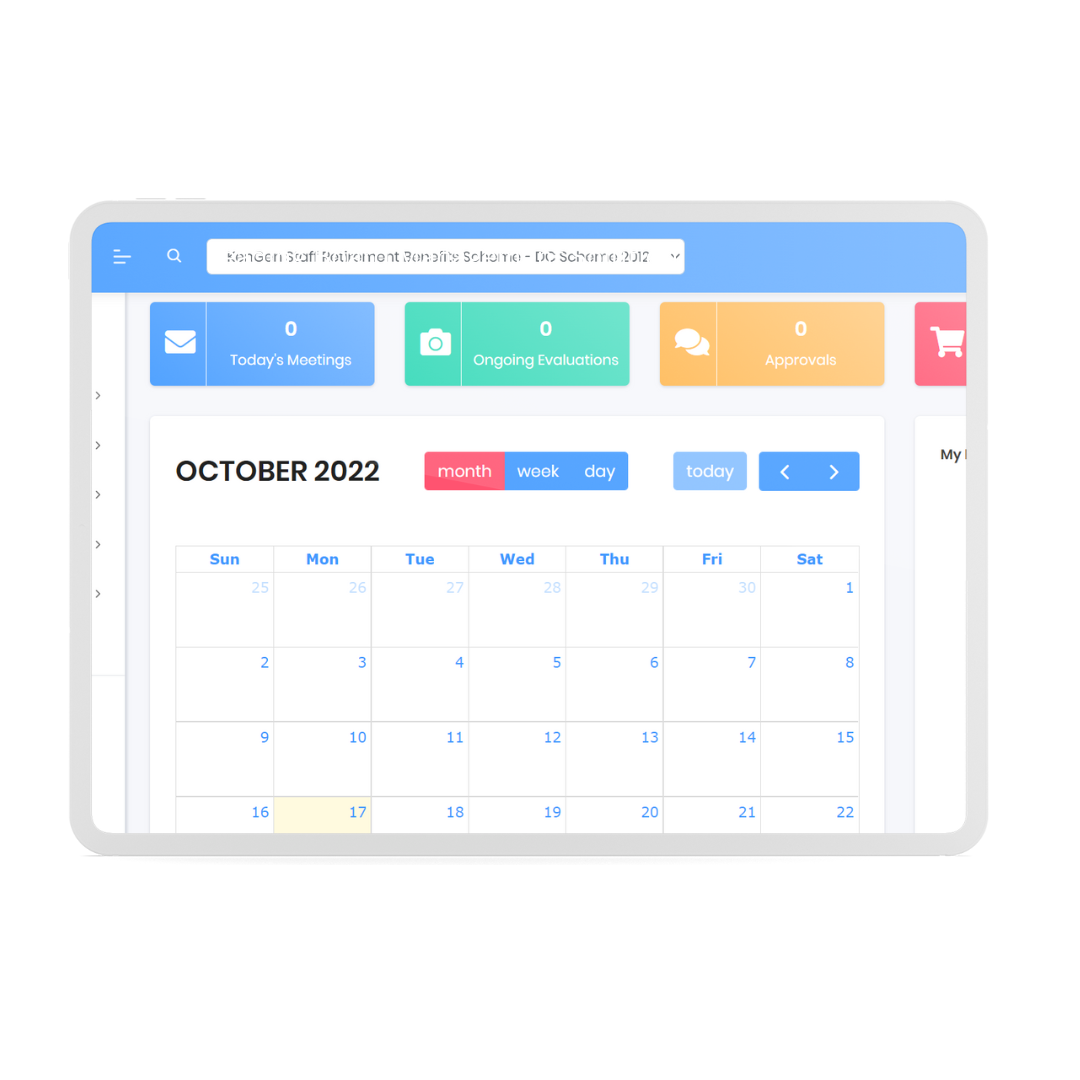 KenGen Staff Retirement Benefits Scheme - DC Scheme 2012
0
Today's Meetings
0
Ongoing Evaluations
0
Approvals
OCTOBER 2022
month week day
today
My
Sun Mon Tue Wed Thu Fri Sat
25 26 27 28 29 30 1
2 3 4 5 6 7 8
9 10 11 12 13 14 15
16 17 18 19 20 21 22